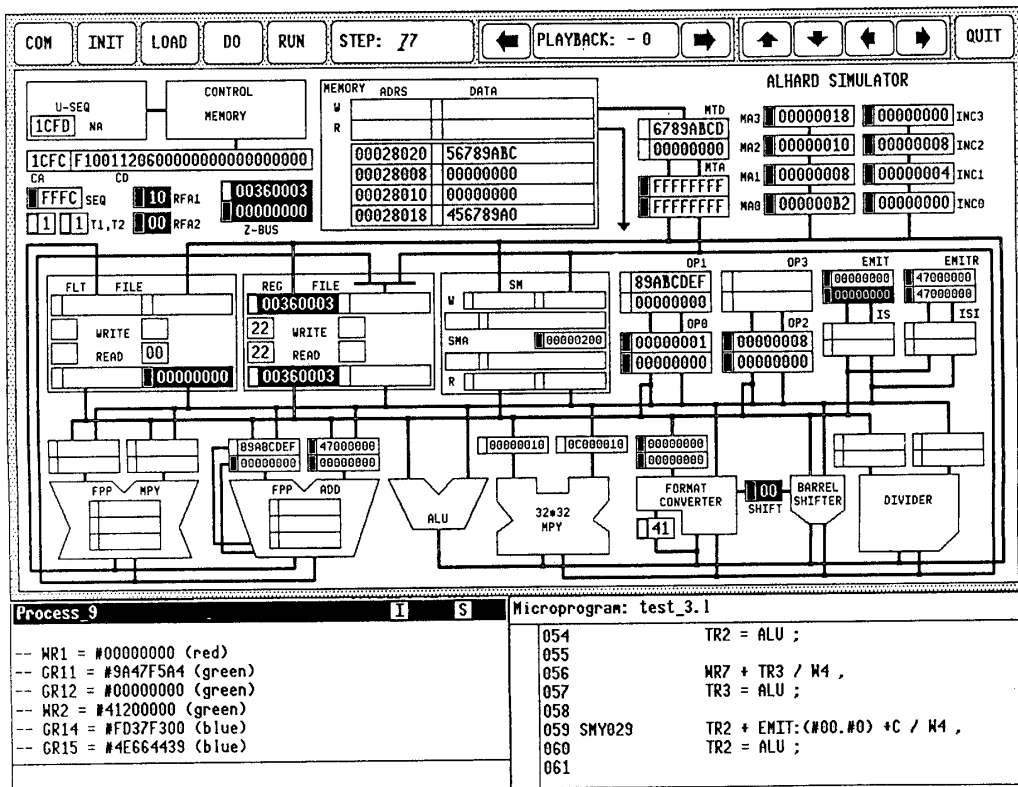 COM INIT LOAD DO RUN STEP: 77 PLAYBACK: - 0 QUIT
ALHARD SIMULATOR
U-SEQ
1CFD NA
CONTROL
MEMORY
1CFC F10011206000000000000000000
CA CD
FFFC SEQ 10 RFA1
1 1 T1,T2 00 RFA2
00360003
00000000
Z-BUS
MEMORY ADRS DATA
W
R
00028020 56789ABC
00028008 00000000
00028010 00000000
00028018 456789A0
MTD
6789ABCD
00000000
MTA
FFFFFFFF
FFFFFFFF
MA3 00000018 00000000 INC3
MA2 00000010 00000008 INC2
MA1 00000008 00000004 INC1
MA0 000000B2 00000000 INC0
FLT FILE
WRITE
READ 00
00000000
REG FILE
00360003
22 WRITE
22 READ
00360003
SM
W
SMA 00000200
R
OP1
89ABCDEF
00000000
OP0
00000001
00000000
OP3
OP2
00000008
00000000
EMIT
00000000
00000000
IS
EMITR
47000000
47000000
ISI
89ABCDEF 47000000
00000000 00000000
00000010 0C000010
00000000
00000000
FPP MPY
FPP ADD
ALU
32*32
MPY
FORMAT
CONVERTER
41
00
SHIFT
BARREL
SHIFTER
DIVIDER
Process_9 I S
-- WR1 = #00000000 (red)
-- GR11 = #9A47F5A4 (green)
-- GR12 = #00000000 (green)
-- WR2 = #41200000 (green)
-- GR14 = #FD37F300 (blue)
-- GR15 = #4E664439 (blue)
Microprogram: test_3.l
054 TR2 = ALU ;
055
056 WR7 + TR3 / W4 ,
057 TR3 = ALU ;
058
059 SMY029 TR2 + EMIT:(#00.#0) +C / W4 ,
060 TR2 = ALU ;
061